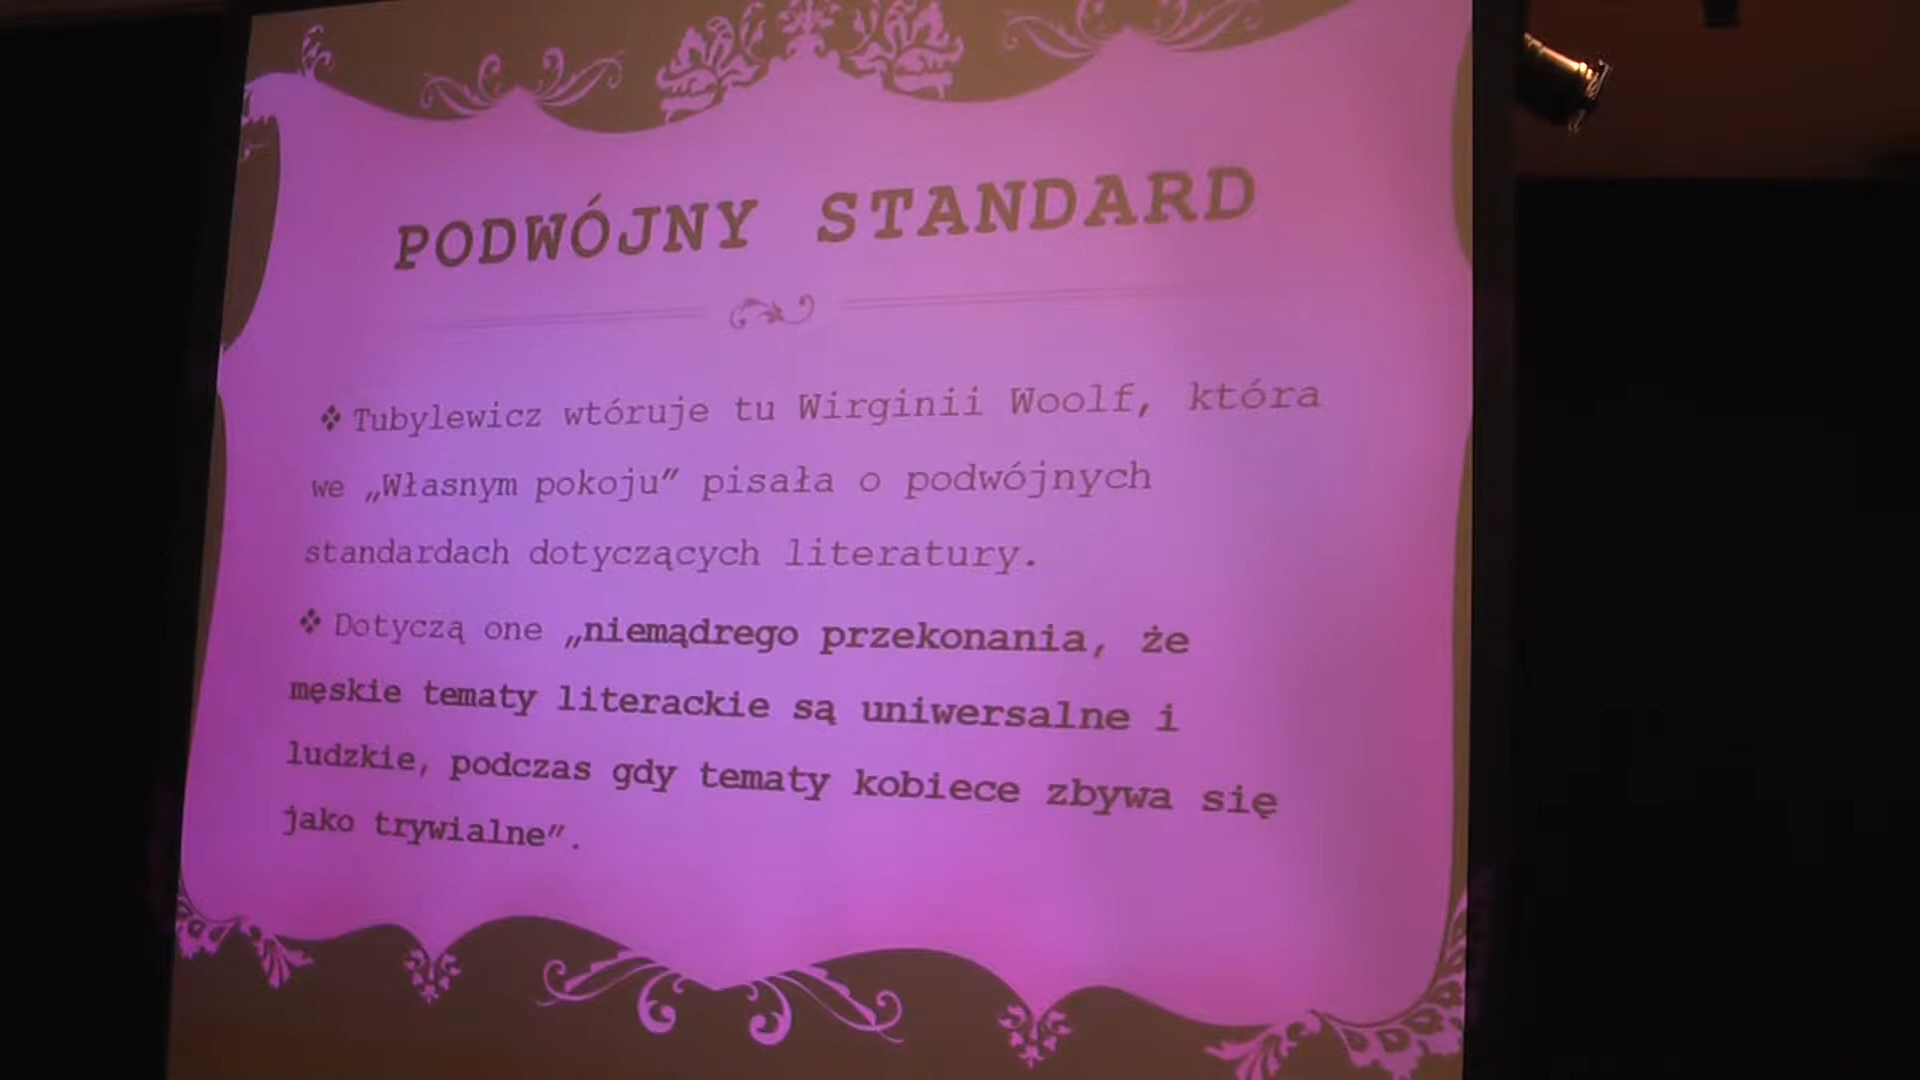 PODWÓJNY STANDARD
❖Tubylewicz wtóruje tu Wirginii Woolf, która
we „Własnym pokoju” pisała o podwójnych
standardach dotyczących literatury.
❖Dotyczą one „niemądrego przekonania, że
męskie tematy literackie są uniwersalne i
ludzkie, podczas gdy tematy kobiece zbywa się
jako trywialne”.